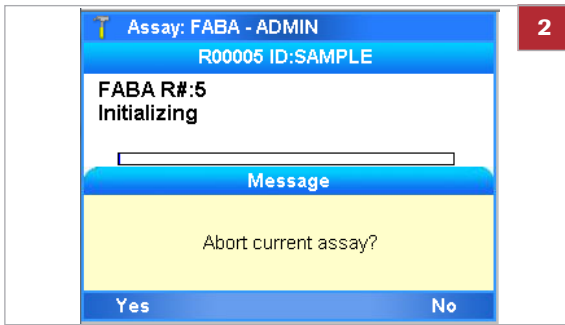 Assay: FABA - ADMIN
2
R00005 ID:SAMPLE
FABA R#:5
Initializing
Message
Abort current assay?
Yes No